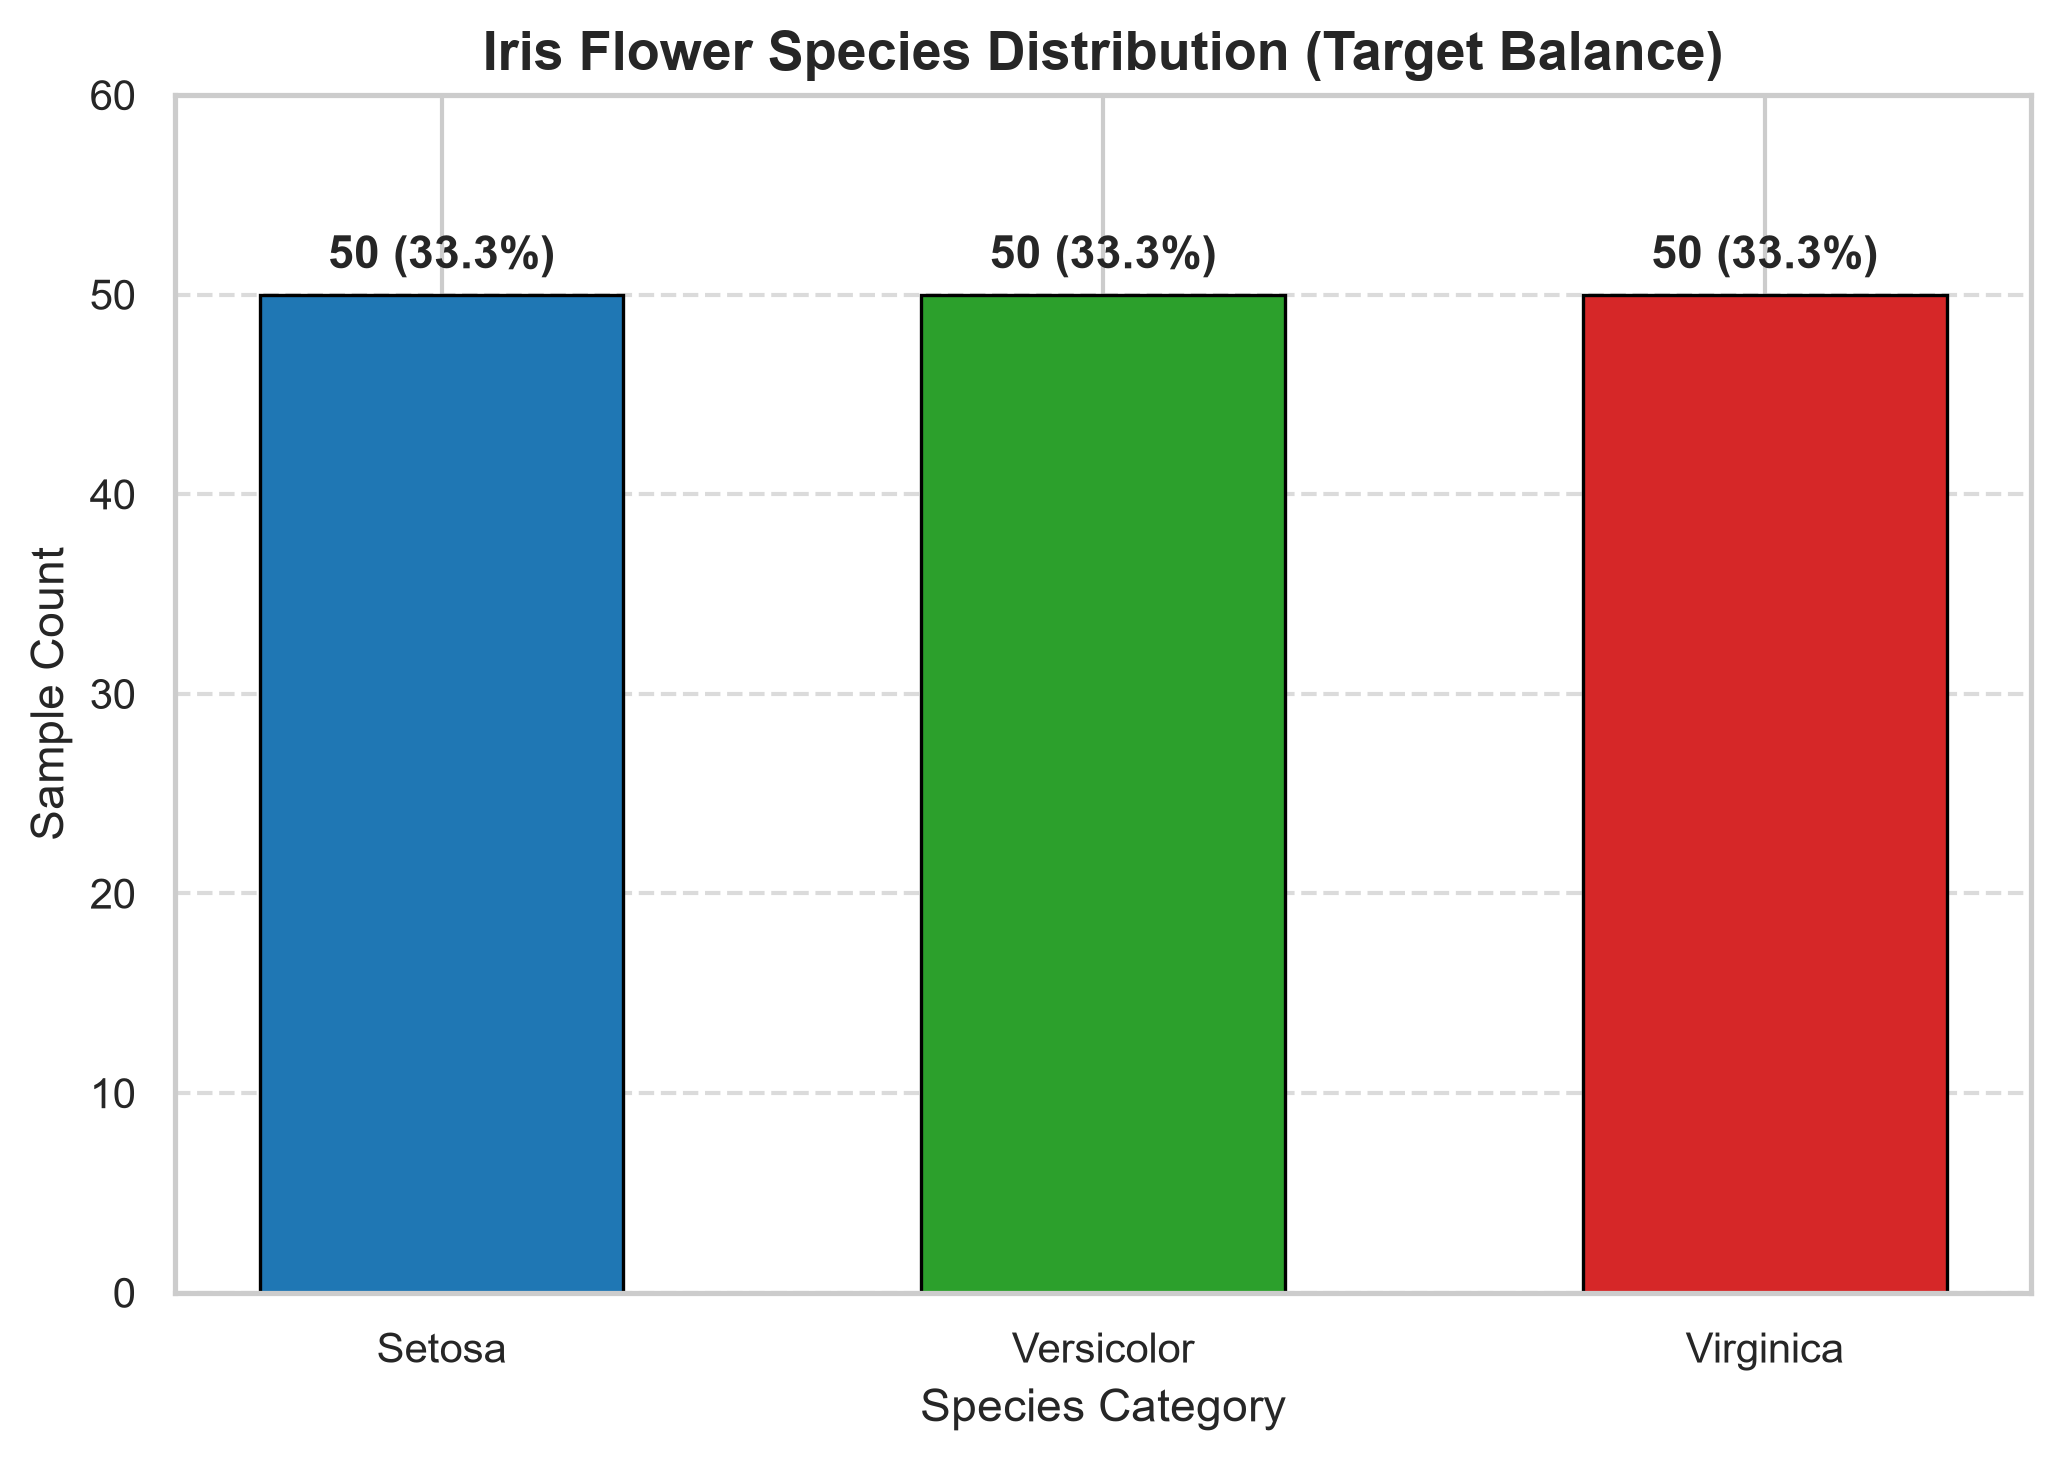 Iris Flower Species Distribution (Target Balance)
60
50
40
30
20
10
0
Sample Count
50 (33.3%)
50 (33.3%)
50 (33.3%)
Setosa
Versicolor
Virginica
Species Category